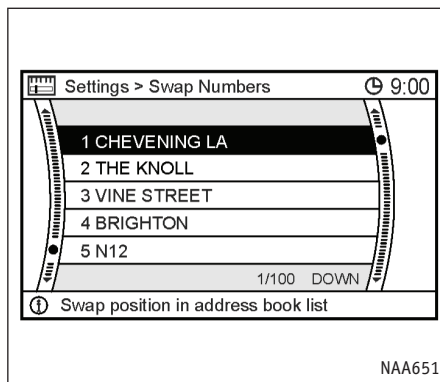 Settings > Swap Numbers 9:00
1 CHEVENING LA
2 THE KNOLL
3 VINE STREET
4 BRIGHTON
5 N12
1/100 DOWN
Swap position in address book list
NAA651